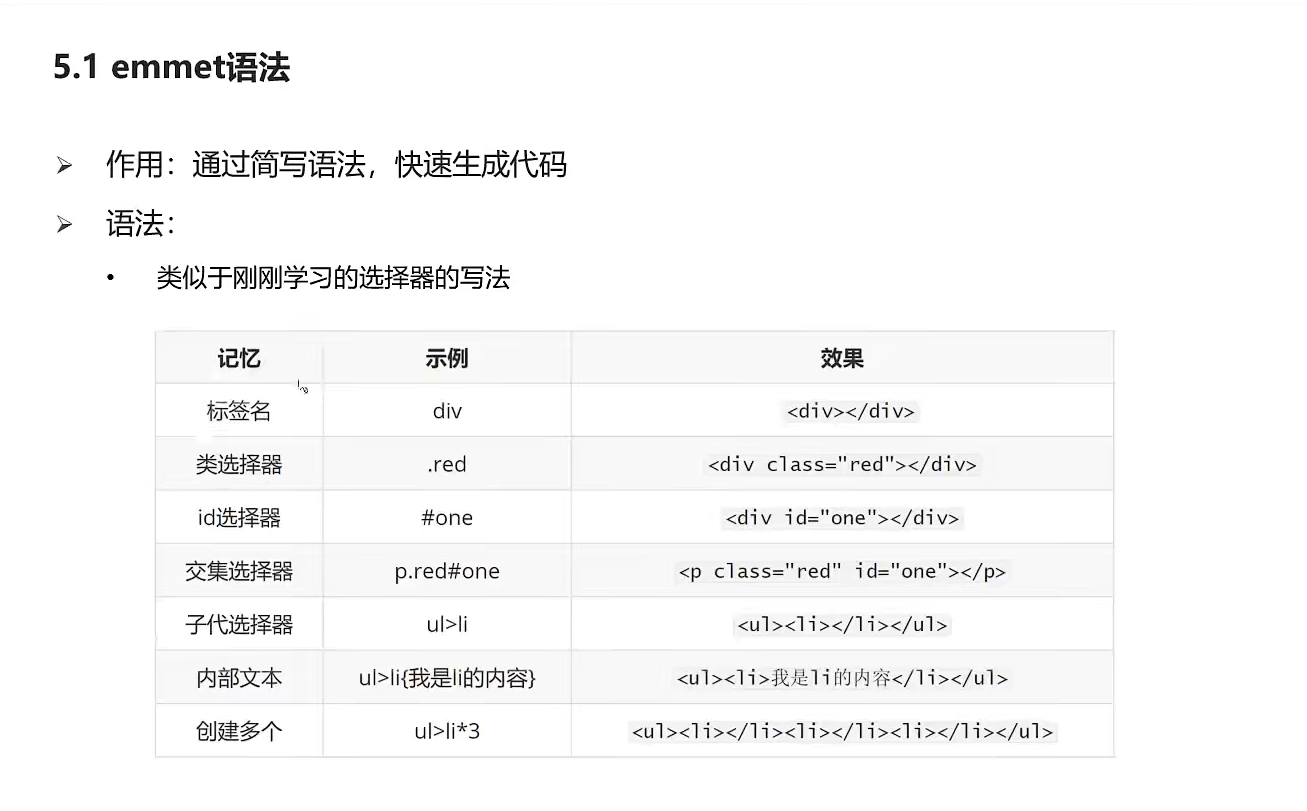 5.1 emmet语法
作用：通过简写语法，快速生成代码
语法：
类似于刚刚学习的选择器的写法
记忆 示例 效果
标签名 div <div></div>
类选择器 .red <div class="red"></div>
id选择器 #one <div id="one"></div>
交集选择器 p.red#one <p class="red" id="one"></p>
子代选择器 ul>li <ul><li></li></ul>
内部文本 ul>li{我是li的内容} <ul><li>我是li的内容</li></ul>
创建多个 ul>li*3 <ul><li></li><li></li><li></li></ul>